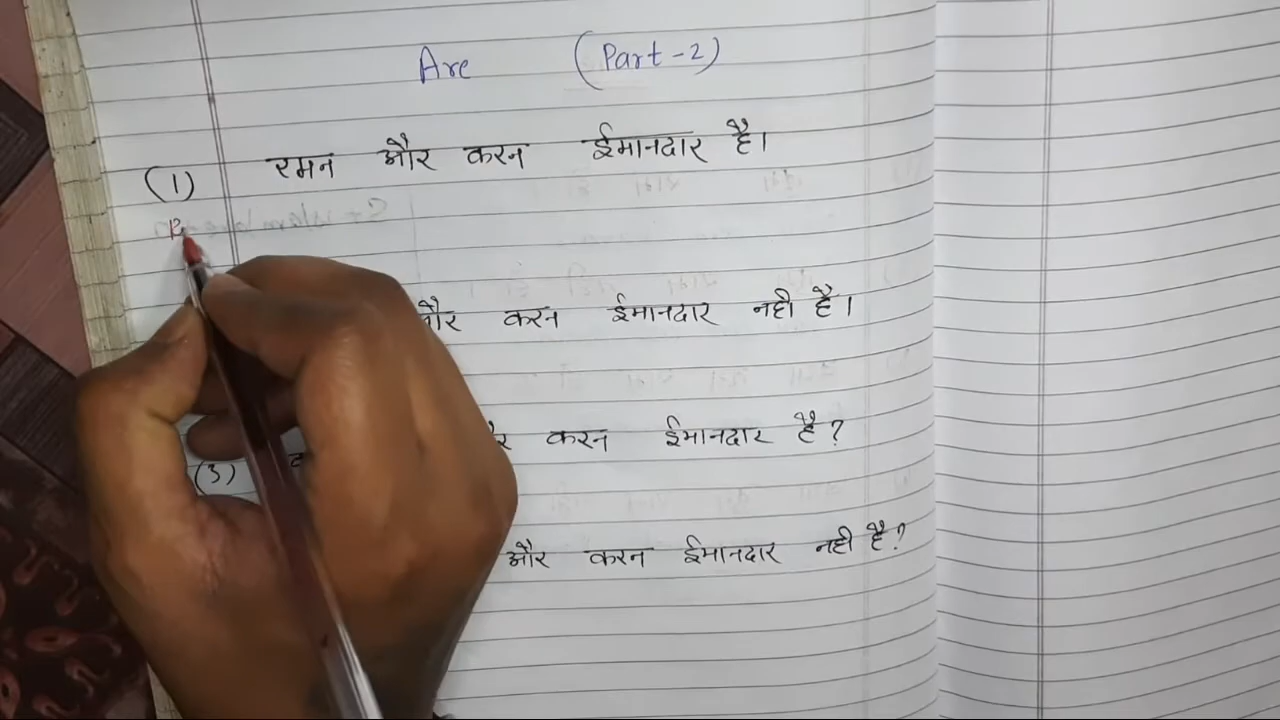 Are (Part-2)
(1) रमन और करन ईमानदार है।
R
और करन ईमानदार नही है।
(3) करन ईमानदार है?
और करन ईमानदार नही है?